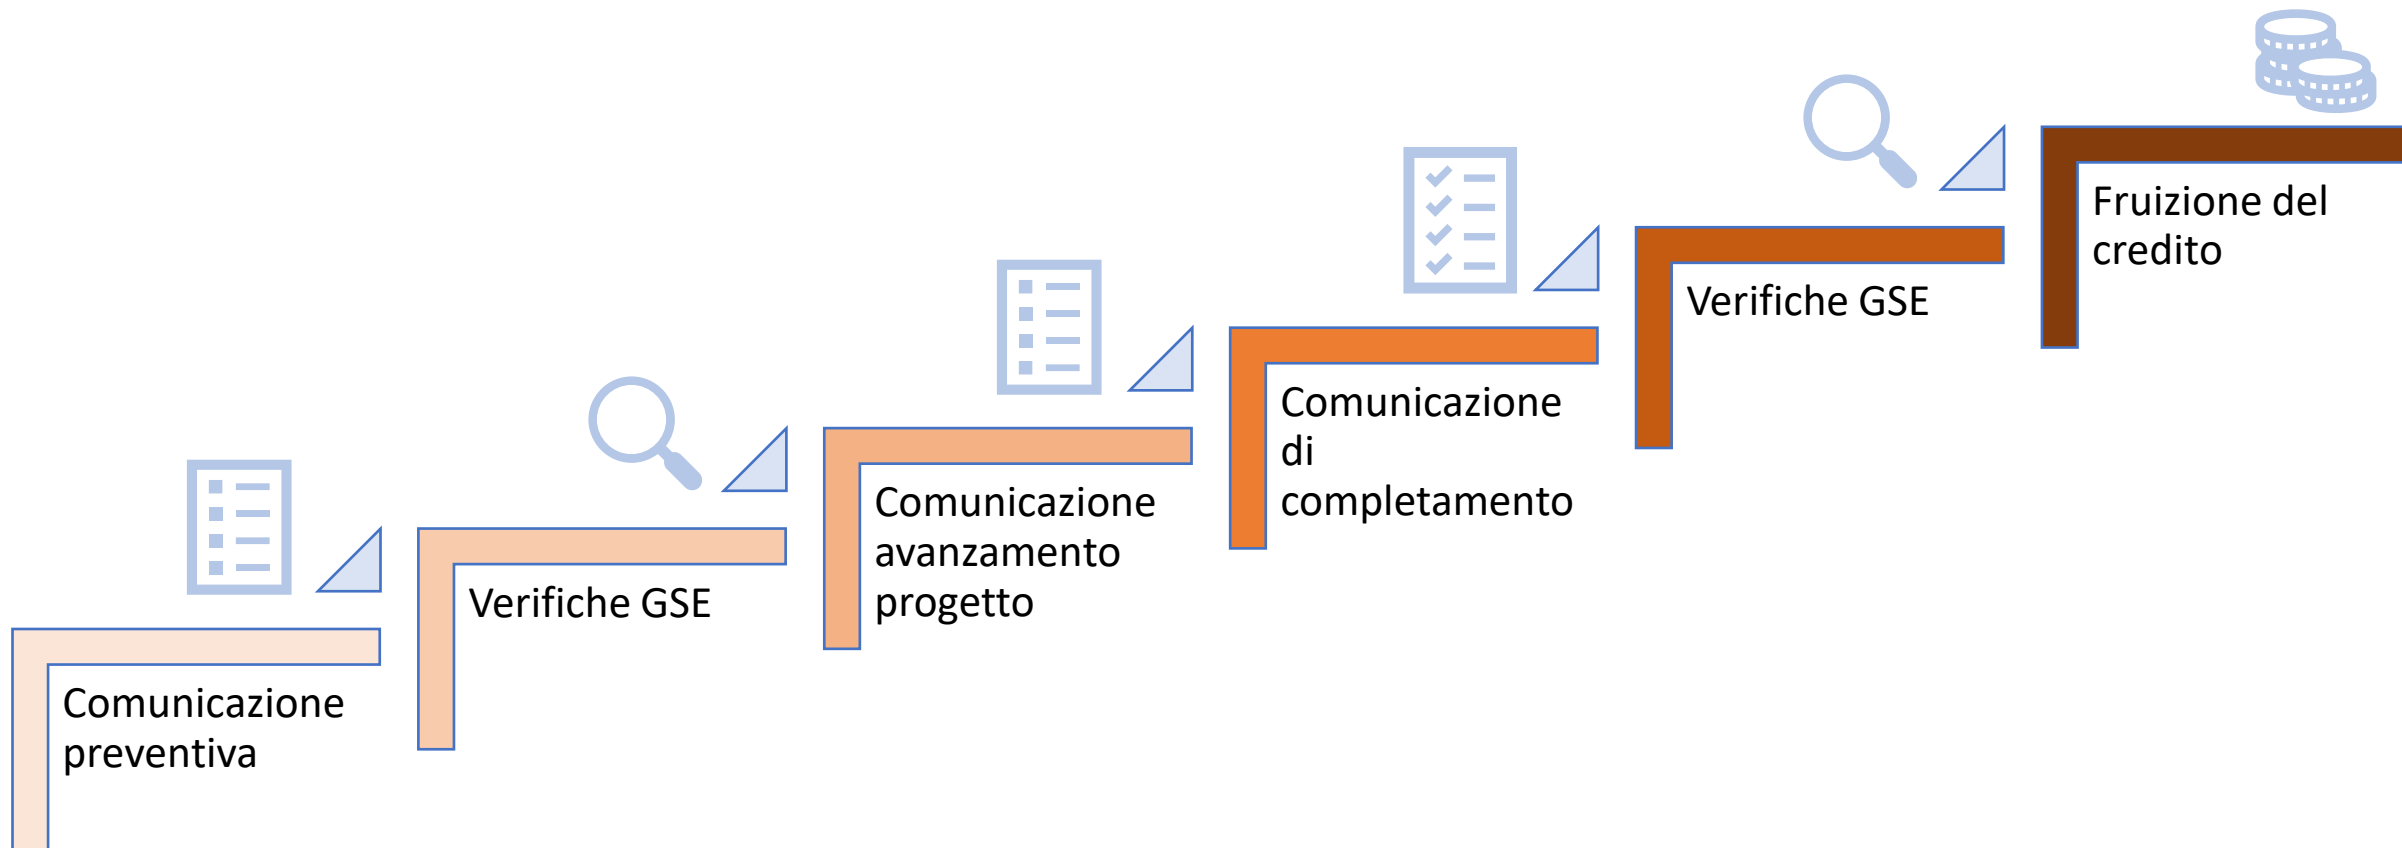 Comunicazione
preventiva
Verifiche GSE
Comunicazione
avanzamento
progetto
Comunicazione
di
completamento
Verifiche GSE
Fruizione del
credito